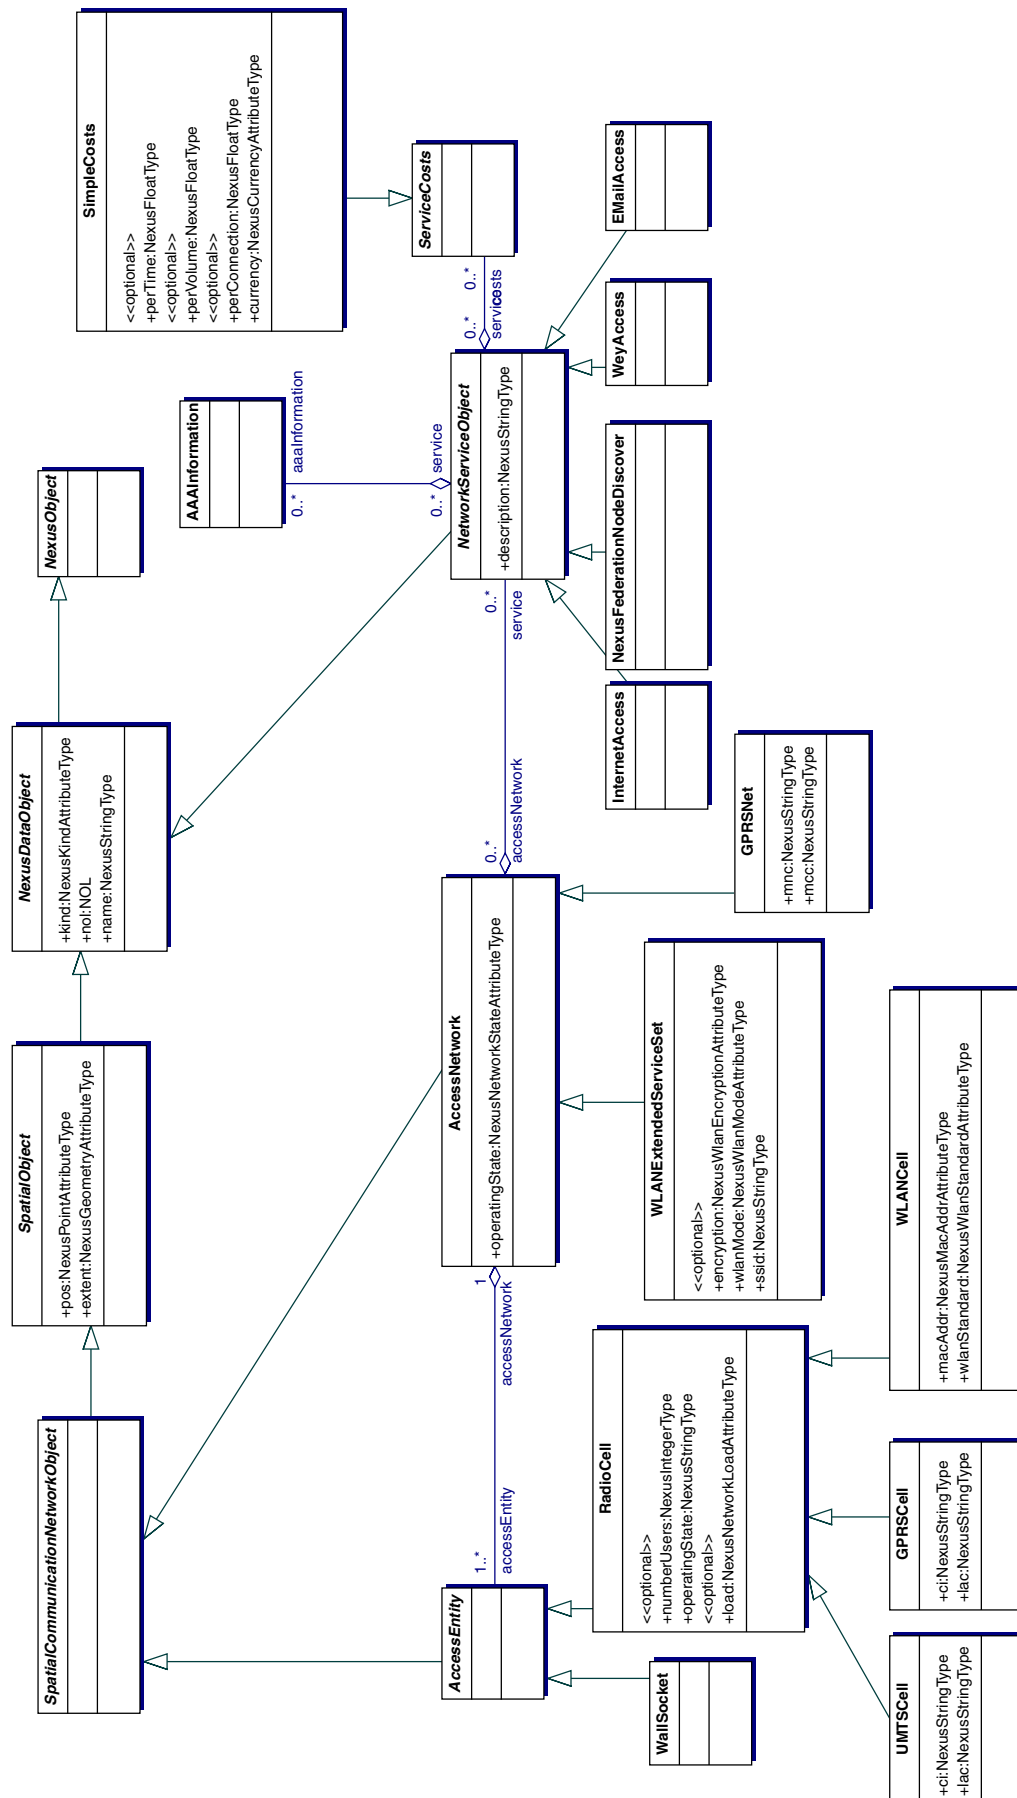 SpatialCommunicationNetworkObject
SpatialObject
+pos:NexusPointAttributeType
+extent:NexusGeometryAttributeType
NexusDataObject
+kind:NexusKindAttributeType
+nol:NOL
+name:NexusStringType
NexusObject
SimpleCosts
<<optional>>
+perTime:NexusFloatType
<<optional>>
+perVolume:NexusFloatType
<<optional>>
+perConnection:NexusFloatType
+currency:NexusCurrencyAttributeType
AAAInformation
0..*
aaaInformation
0..*
service
ServiceCosts
0..*
costs
0..*
service
NetworkServiceObject
+description:NexusStringType
0..*
service
0..*
accessNetwork
AccessNetwork
+operatingState:NexusNetworkStateAttributeType
1
accessNetwork
1..*
accessEntity
AccessEntity
WallSocket
RadioCell
<<optional>>
+numberUsers:NexusIntegerType
+operatingState:NexusStringType
<<optional>>
+load:NexusNetworkLoadAttributeType
WLANExtendedServiceSet
<<optional>>
+encryption:NexusWlanEncryptionAttributeType
+wlanMode:NexusWlanModeAttributeType
+ssid:NexusStringType
GPRSNet
+mnc:NexusStringType
+mcc:NexusStringType
InternetAccess
NexusFederationNodeDiscover
WeyAccess
EMailAccess
UMTSCell
+ci:NexusStringType
+lac:NexusStringType
GPRSCell
+ci:NexusStringType
+lac:NexusStringType
WLANCell
+macAddr:NexusMacAddrAttributeType
+wlanStandard:NexusWlanStandardAttributeType